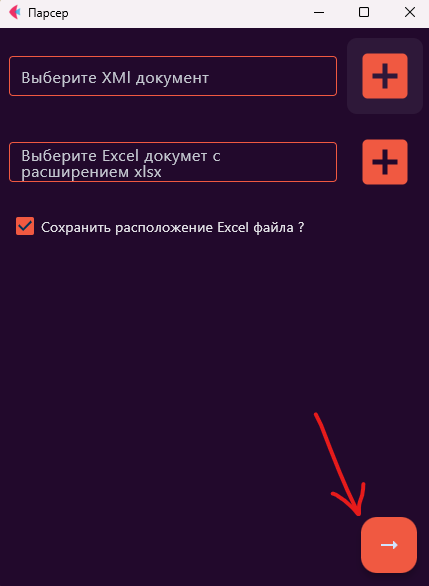 Парсер
Выберите XMl документ
Выберите Excel докумет с
расширением xlsx
Сохранить расположение Excel файла ?